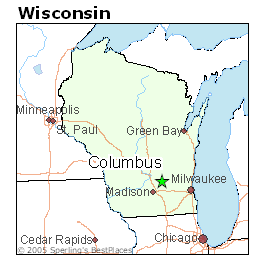 Wisconsin
Minneapolis
St. Paul
Green Bay
Columbus
Milwaukee
Madison
Cedar Rapids
Chicago
© 2005 Sperling's BestPlaces